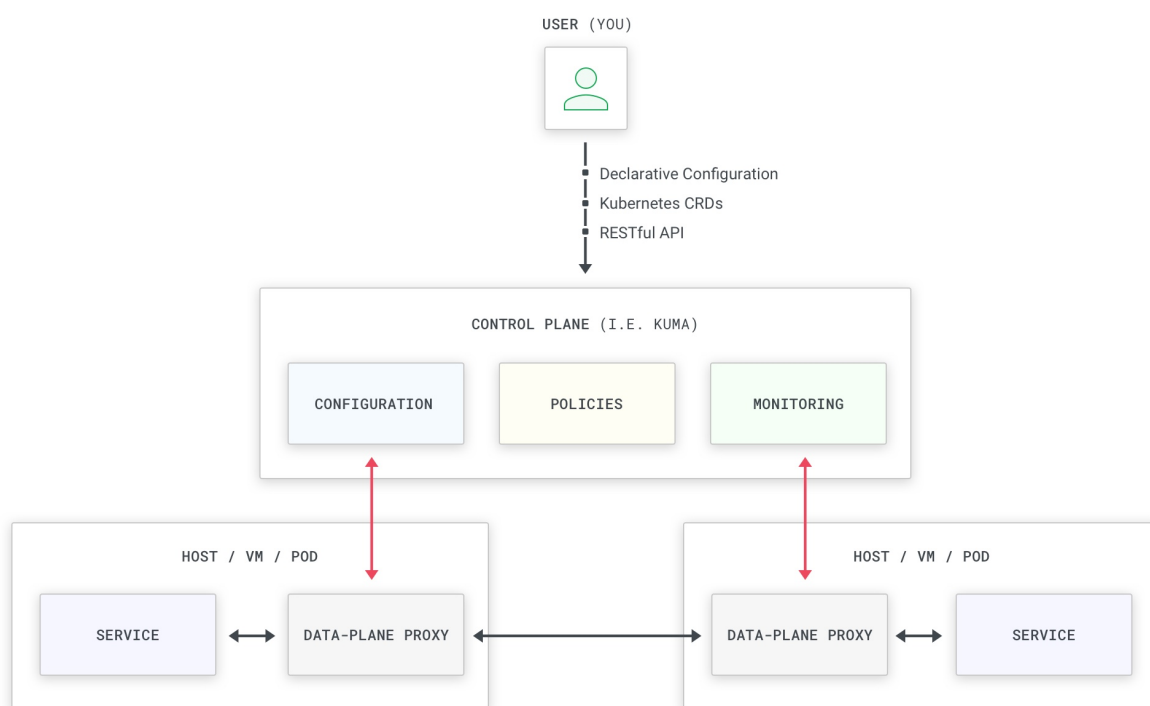 USER (YOU)
Declarative Configuration
Kubernetes CRDs
RESTful API
CONTROL PLANE (I.E. KUMA)
CONFIGURATION
POLICIES
MONITORING
HOST / VM / POD
HOST / VM / POD
SERVICE
DATA-PLANE PROXY
DATA-PLANE PROXY
SERVICE